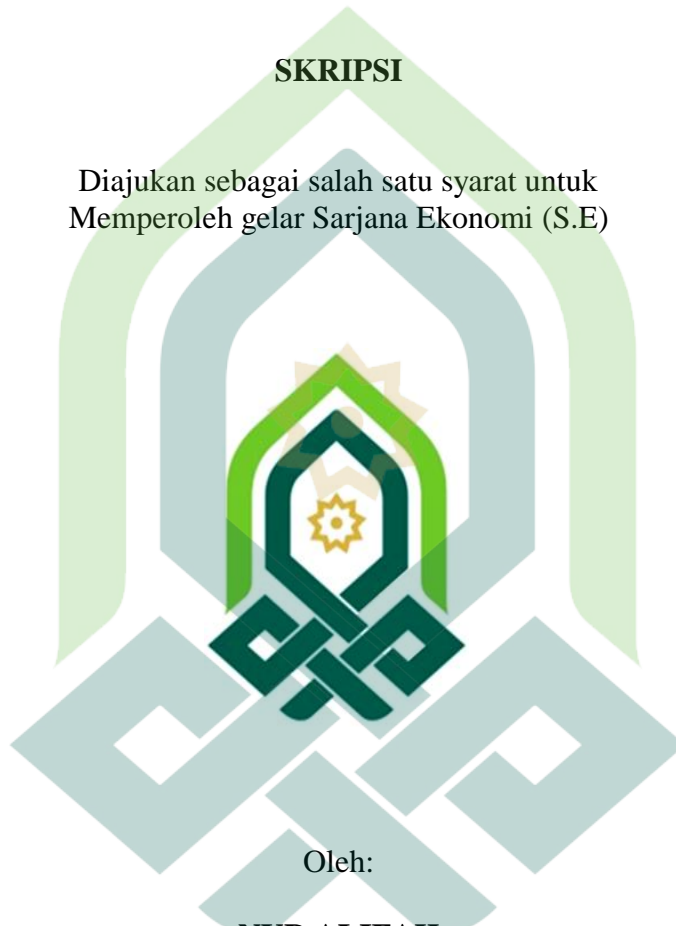 SKRIPSI
Diajukan sebagai salah satu syarat untuk
Memperoleh gelar Sarjana Ekonomi (S.E)
Oleh: